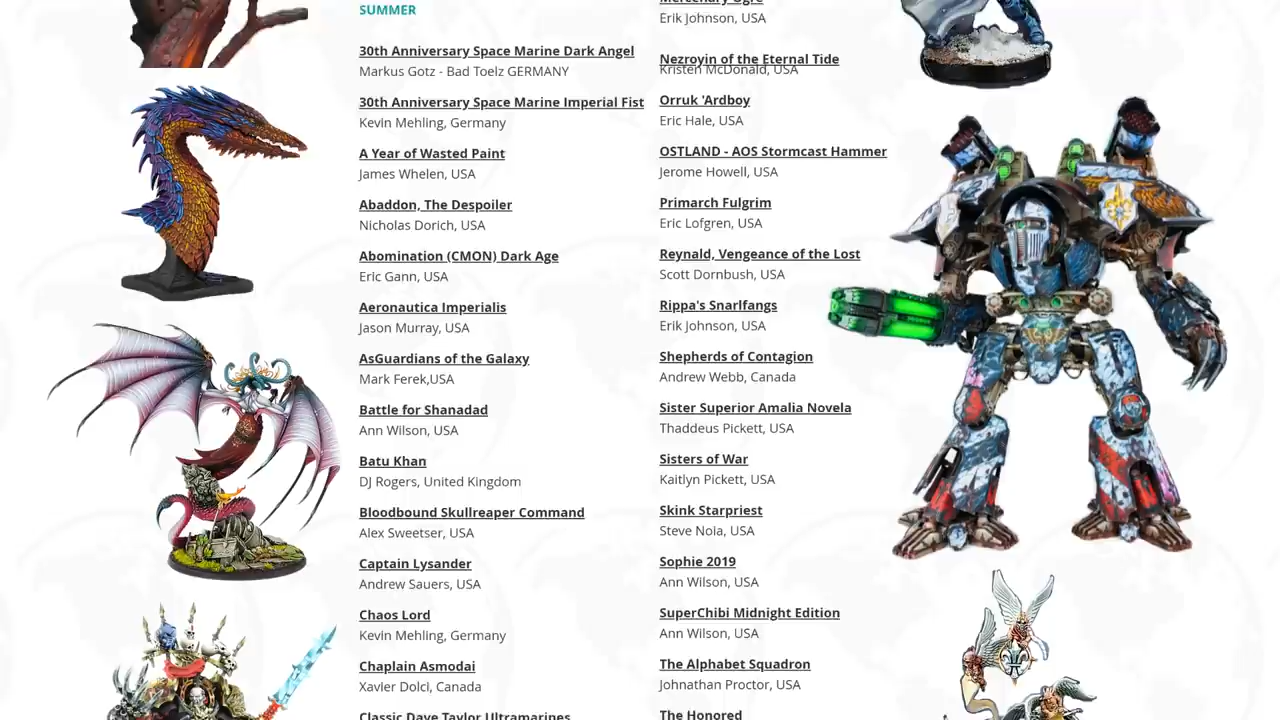 SUMMER
30th Anniversary Space Marine Dark Angel
Markus Gotz - Bad Toelz GERMANY
30th Anniversary Space Marine Imperial Fist
Kevin Mehling, Germany
A Year of Wasted Paint
James Whelen, USA
Abaddon, The Despoiler
Nicholas Dorich, USA
Abomination (CMON) Dark Age
Eric Gann, USA
Aeronautica Imperialis
Jason Murray, USA
AsGuardians of the Galaxy
Mark Ferek,USA
Battle for Shanadad
Ann Wilson, USA
Batu Khan
DJ Rogers, United Kingdom
Bloodbound Skullreaper Command
Alex Sweetser, USA
Captain Lysander
Andrew Sauers, USA
Chaos Lord
Kevin Mehling, Germany
Chaplain Asmodai
Xavier Dolci, Canada
Classic Dave Taylor Ultramarines
Mercenary Ogre
Erik Johnson, USA
Nezroyin of the Eternal Tide
Kristen McDonald, USA
Orruk 'Ardboy
Eric Hale, USA
OSTLAND - AOS Stormcast Hammer
Jerome Howell, USA
Primarch Fulgrim
Eric Lofgren, USA
Reynald, Vengeance of the Lost
Scott Dornbush, USA
Rippa's Snarlfangs
Erik Johnson, USA
Shepherds of Contagion
Andrew Webb, Canada
Sister Superior Amalia Novela
Thaddeus Pickett, USA
Sisters of War
Kaitlyn Pickett, USA
Skink Starpriest
Steve Nola, USA
Sophie 2019
Ann Wilson, USA
SuperChibi Midnight Edition
Ann Wilson, USA
The Alphabet Squadron
Johnathan Proctor, USA
The Honored